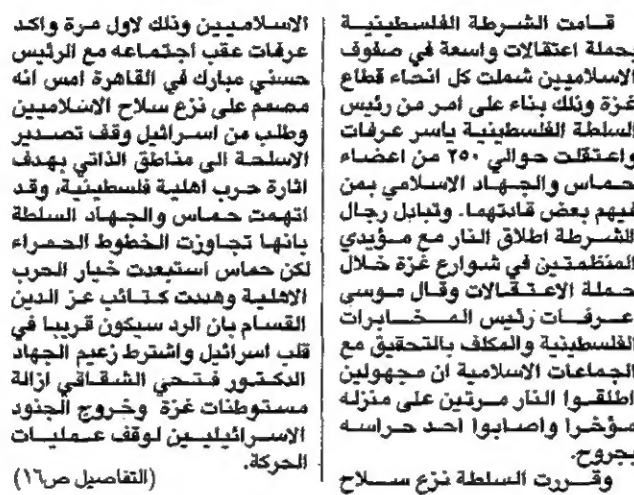 قامت الشرطة الفلسطينية
بحملة اعتقالات واسعة في صفوف
الاسلاميين شملت كل انحاء قطاع
غزة وذلك بناء على امر من رئيس
السلطة الفلسطينية ياسر عرفات
واعتقلت حوالي ٢٥٠ من اعضاء
حماس والجهاد الاسلامي بمن
فيهم بعض قادتهما. وتبادل رجال
الشرطة اطلاق النار مع مؤيدي
المنظمتين في شوارع غزة خلال
حملة الاعتقالات وقال موسى
عرفات رئيس المخابرات
الفلسطينية والمكلف بالتحقيق مع
الجماعات الاسلامية ان مجهولين
اطلقوا النار مرتين على منزله
مؤخرا واصابوا احد حراسه
بجروح.
وقررت السلطة نزع سلاح
الاسلاميين وذلك لاول مرة واكد
عرفات عقب اجتماعه مع الرئيس
حسني مبارك في القاهرة امس انه
مصمم على نزع سلاح الاسلاميين
وطلب من اسرائيل وقف تصدير
الاسلحة الى مناطق الذاتي بهدف
اثارة حرب اهلية فلسطينية، وقد
اتهمت حماس والجهاد السلطة
بانها تجاوزت الخطوط الحمراء
لكن حماس استبعدت خيار الحرب
الاهلية وهددت كتائب عز الدين
القسام بان الرد سيكون قريبا في
قلب اسرائيل واشترط زعيم الجهاد
الدكتور فتحي الشقاقي ازالة
مستوطنات غزة وخروج الجنود
الاسرائيليين لوقف عمليات
الحركة.
(التفاصيل ص١٦)